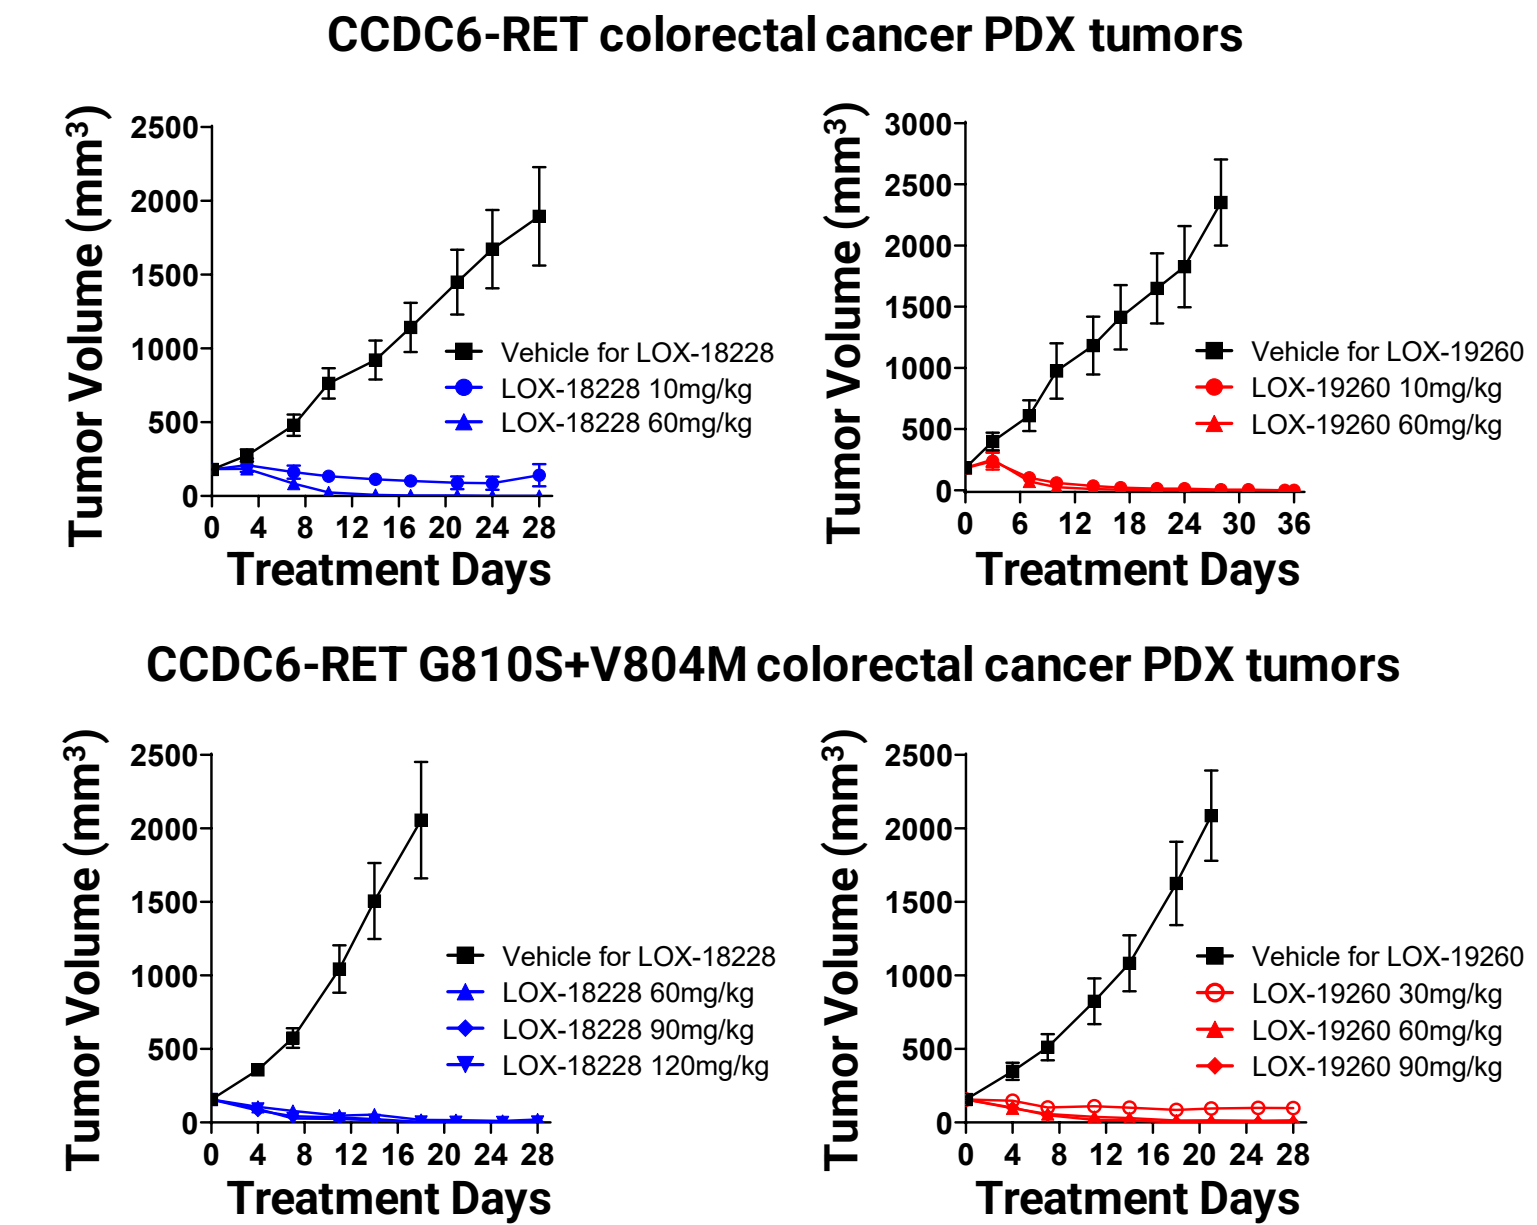 CCDC6-RET colorectal cancer PDX tumors
Tumor Volume (mm³)
2500
2000
1500
1000
500
0
0 4 8 12 16 20 24 28
Treatment Days
Vehicle for LOX-18228
LOX-18228 10mg/kg
LOX-18228 60mg/kg
Tumor Volume (mm³)
3000
2500
2000
1500
1000
500
0
0 6 12 18 24 30 36
Treatment Days
Vehicle for LOX-19260
LOX-19260 10mg/kg
LOX-19260 60mg/kg
CCDC6-RET G810S+V804M colorectal cancer PDX tumors
Tumor Volume (mm³)
2500
2000
1500
1000
500
0
0 4 8 12 16 20 24 28
Treatment Days
Vehicle for LOX-18228
LOX-18228 60mg/kg
LOX-18228 90mg/kg
LOX-18228 120mg/kg
Tumor Volume (mm³)
2500
2000
1500
1000
500
0
0 4 8 12 16 20 24 28
Treatment Days
Vehicle for LOX-19260
LOX-19260 30mg/kg
LOX-19260 60mg/kg
LOX-19260 90mg/kg